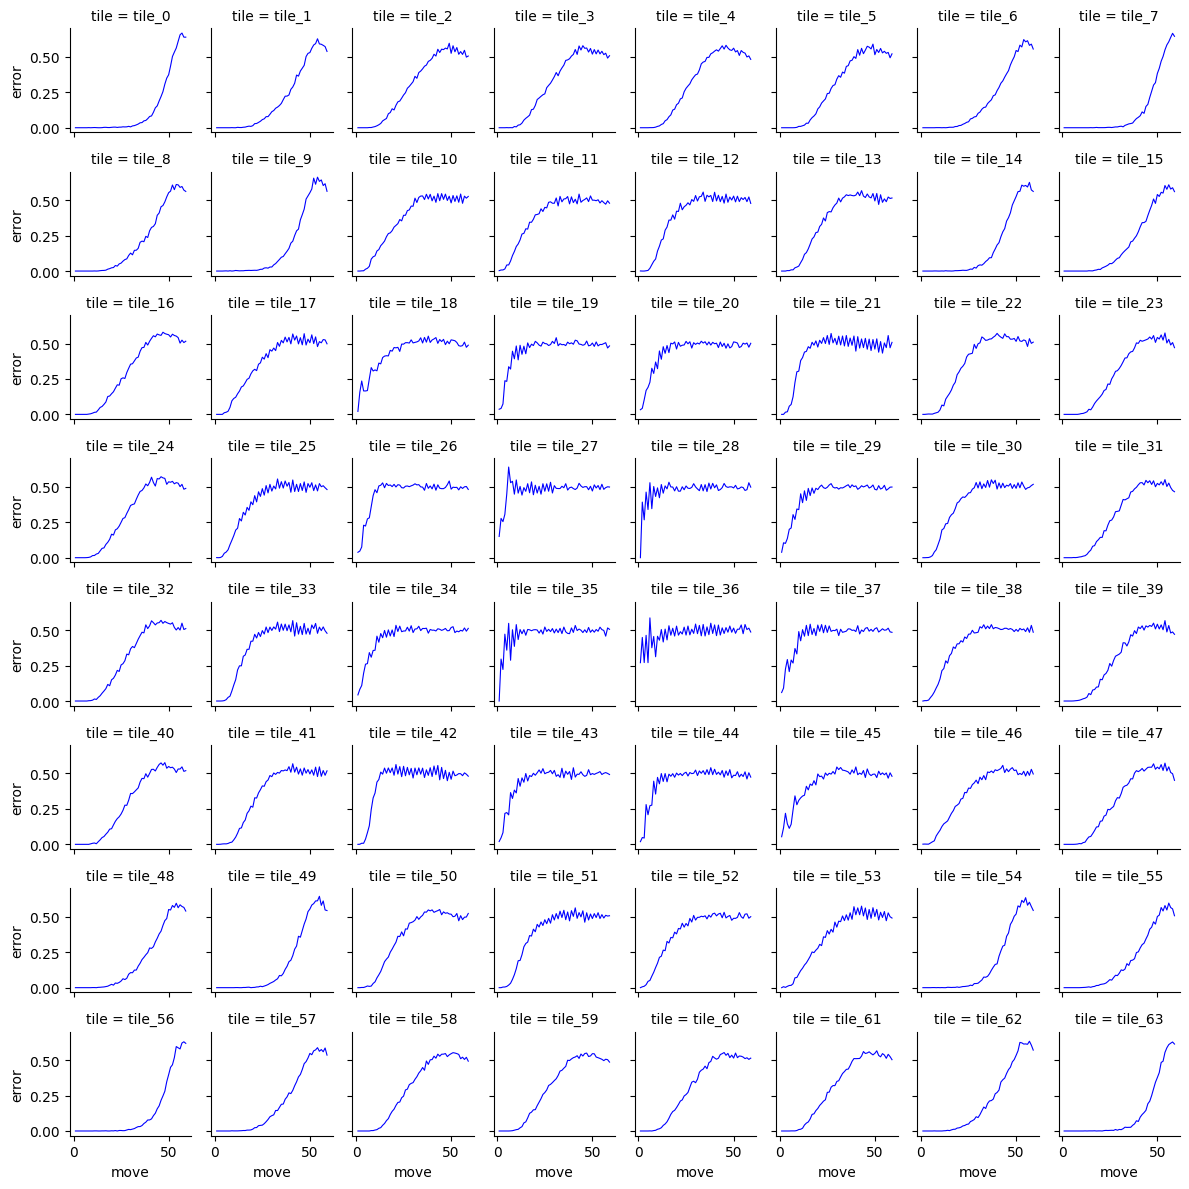 tile = tile_0 tile = tile_1 tile = tile_2 tile = tile_3 tile = tile_4 tile = tile_5 tile = tile_6 tile = tile_7
0.50
error
0.25
0.00
tile = tile_8 tile = tile_9 tile = tile_10 tile = tile_11 tile = tile_12 tile = tile_13 tile = tile_14 tile = tile_15
0.50
error
0.25
0.00
tile = tile_16 tile = tile_17 tile = tile_18 tile = tile_19 tile = tile_20 tile = tile_21 tile = tile_22 tile = tile_23
0.50
error
0.25
0.00
tile = tile_24 tile = tile_25 tile = tile_26 tile = tile_27 tile = tile_28 tile = tile_29 tile = tile_30 tile = tile_31
0.50
error
0.25
0.00
tile = tile_32 tile = tile_33 tile = tile_34 tile = tile_35 tile = tile_36 tile = tile_37 tile = tile_38 tile = tile_39
0.50
error
0.25
0.00
tile = tile_40 tile = tile_41 tile = tile_42 tile = tile_43 tile = tile_44 tile = tile_45 tile = tile_46 tile = tile_47
0.50
error
0.25
0.00
tile = tile_48 tile = tile_49 tile = tile_50 tile = tile_51 tile = tile_52 tile = tile_53 tile = tile_54 tile = tile_55
0.50
error
0.25
0.00
tile = tile_56 tile = tile_57 tile = tile_58 tile = tile_59 tile = tile_60 tile = tile_61 tile = tile_62 tile = tile_63
0.50
error
0.25
0.00
0 50 0 50 0 50 0 50 0 50 0 50 0 50 0 50
move move move move move move move move